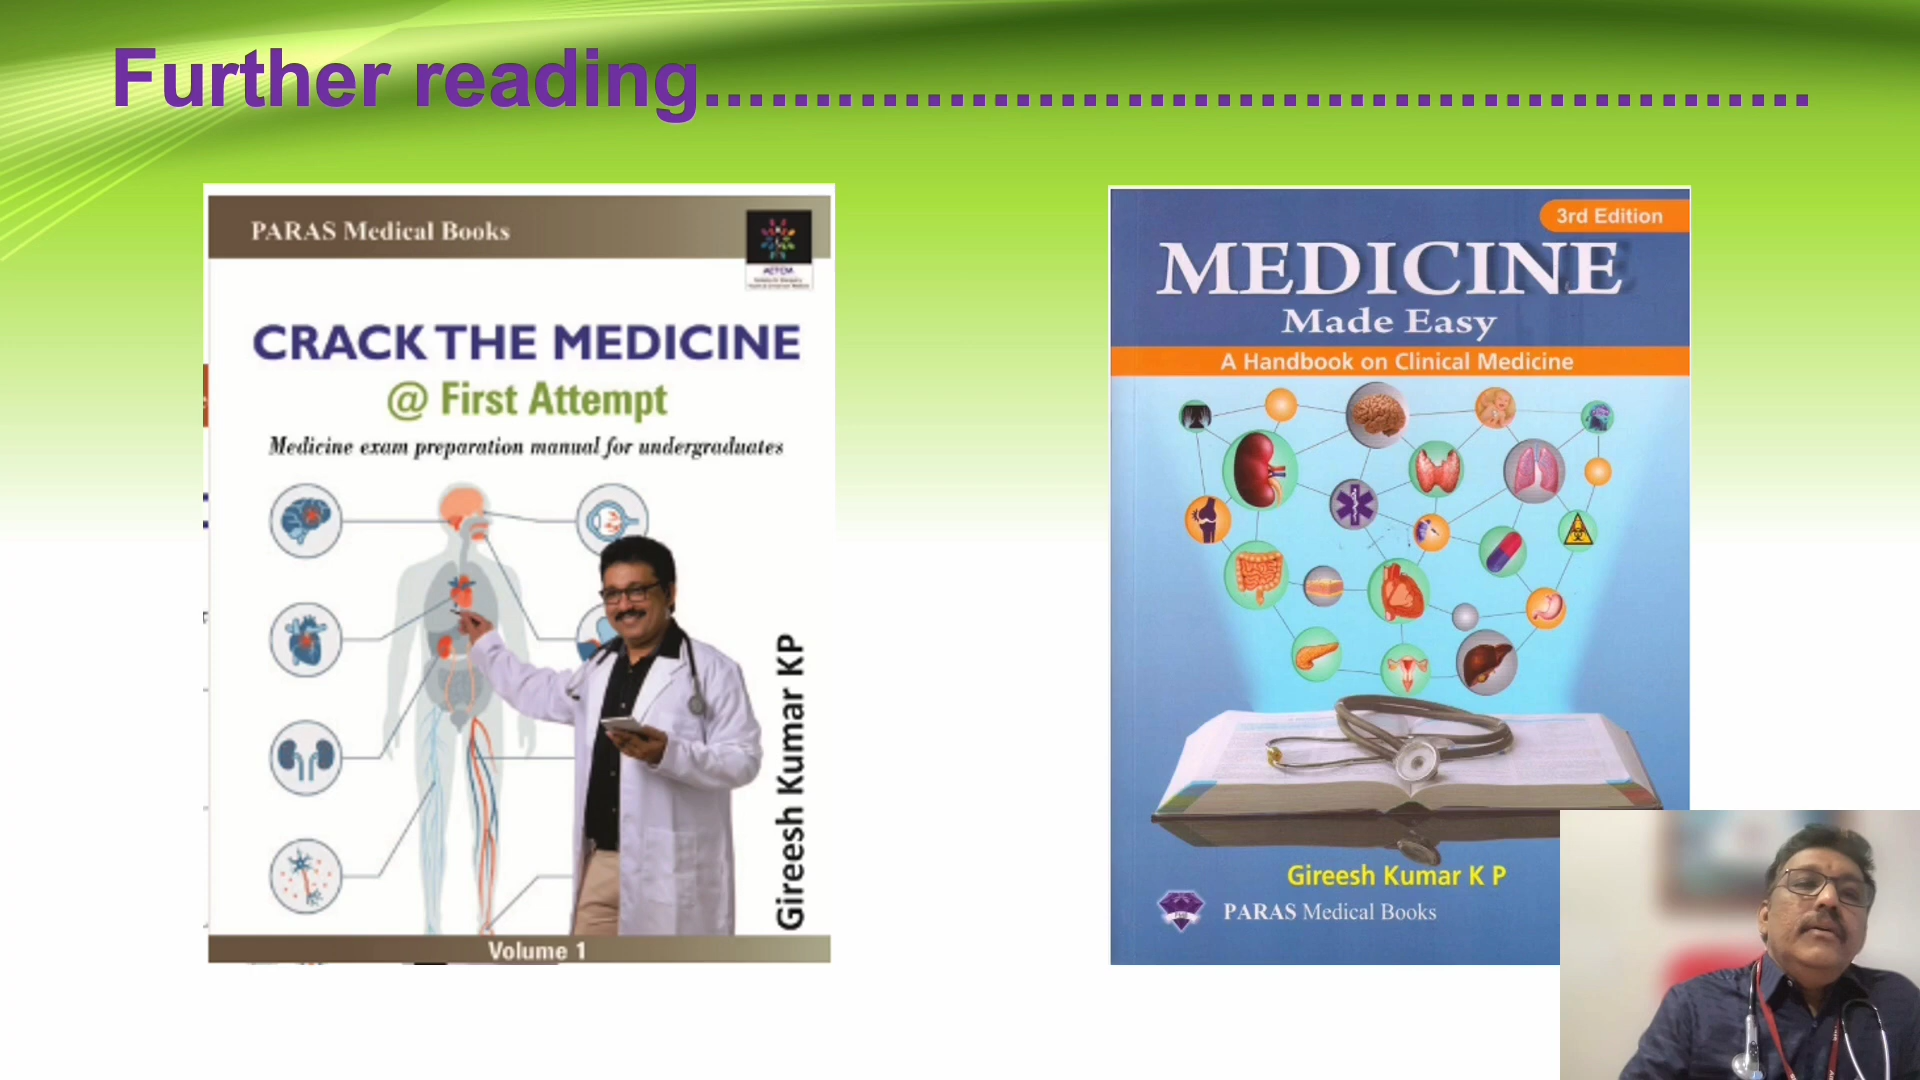 Further reading..................................................
PARAS Medical Books
AETCM
CRACK THE MEDICINE
@ First Attempt
Medicine exam preparation manual for undergraduates
Gireesh Kumar KP
Volume 1
3rd Edition
MEDICINE
Made Easy
A Handbook on Clinical Medicine
Gireesh Kumar K P
PARAS Medical Books